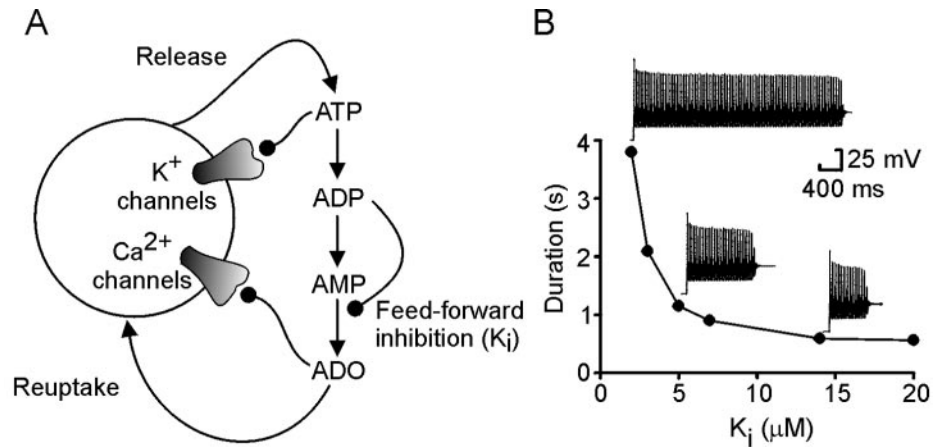 A
Release
ATP
K+
channels
ADP
Ca2+
channels
AMP
Feed-forward
inhibition (Ki)
ADO
Reuptake
B
4
3
2
1
0
Duration (s)
25 mV
400 ms
0 5 10 15 20
Ki (μM)